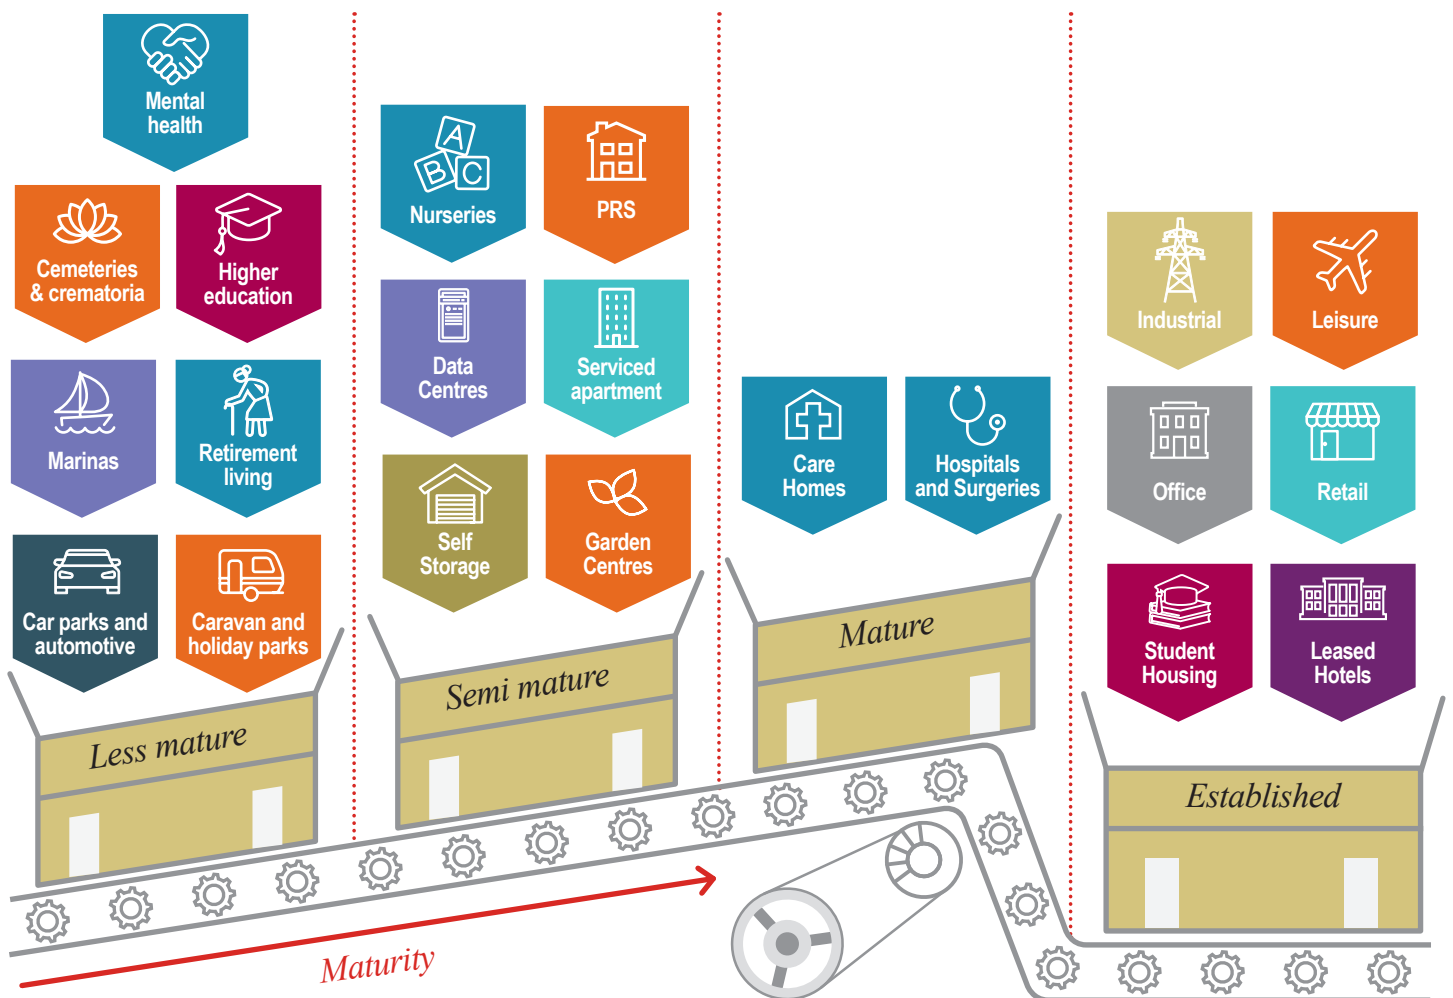 Mental
health
Cemeteries
& crematoria
Higher
education
Marinas
Retirement
living
Car parks and
automotive
Caravan and
holiday parks
Less mature
Nurseries
PRS
Data
Centres
Serviced
apartment
Self
Storage
Garden
Centres
Semi mature
Care
Homes
Hospitals
and Surgeries
Mature
Industrial
Leisure
Office
Retail
Student
Housing
Leased
Hotels
Established
Maturity
A
B
C